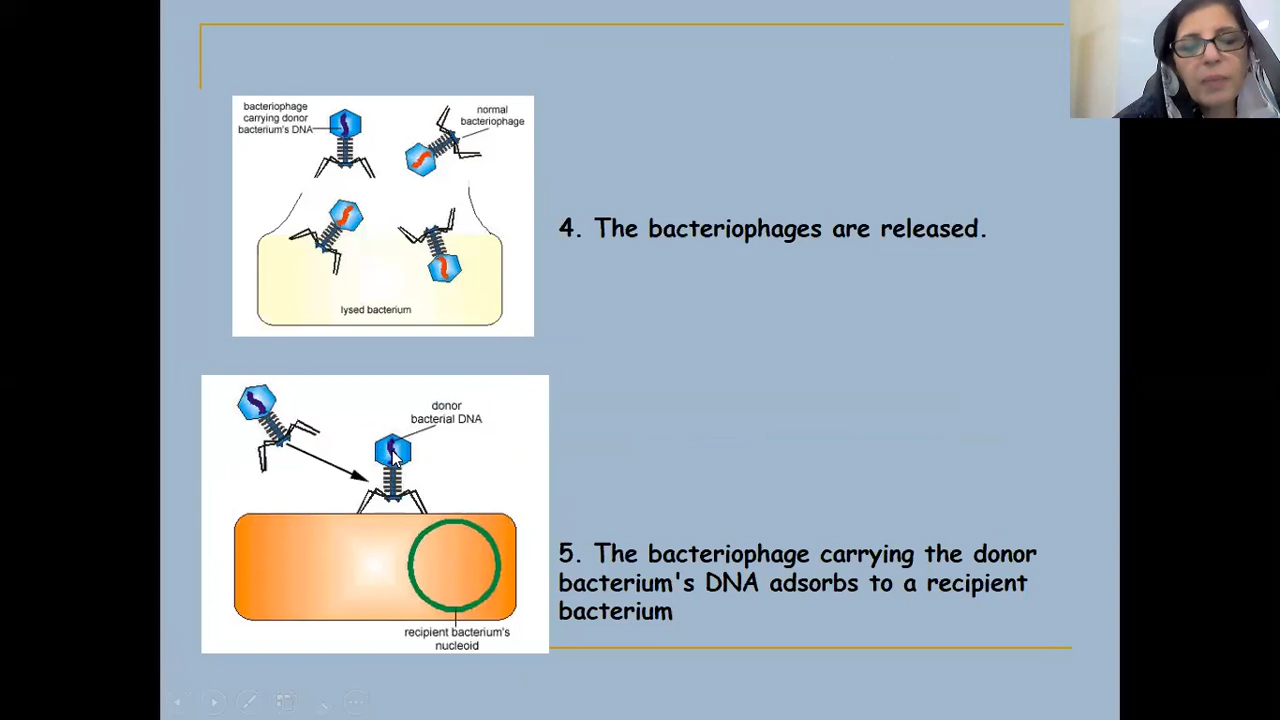 bacteriophage
carrying donor
bacterium's DNA
normal
bacteriophage
lysed bacterium
4. The bacteriophages are released.
donor
bacterial DNA
recipient bacterium's
nucleoid
5. The bacteriophage carrying the donor
bacterium's DNA adsorbs to a recipient
bacterium